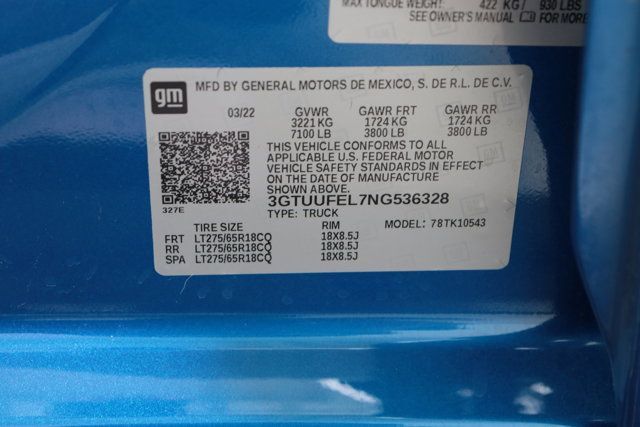 MAX TONGUE WEIGHT: 422 KG / 930 LBS
SEE OWNER'S MANUAL FOR MORE
gm
MFD BY GENERAL MOTORS DE MEXICO, S. DE R.L. DE C.V.
03/22 GVWR GAWR FRT GAWR RR
3221 KG 1724 KG 1724 KG
7100 LB 3800 LB 3800 LB
THIS VEHICLE CONFORMS TO ALL
APPLICABLE U.S. FEDERAL MOTOR
VEHICLE SAFETY STANDARDS IN EFFECT
ON THE DATE OF MANUFACTURE
SHOWN ABOVE.
327E 3GTUUFEL7NG536328
TYPE: TRUCK MODEL: 78TK10543
TIRE SIZE RIM
FRT LT275/65R18CQ 18X8.5J
RR LT275/65R18CQ 18X8.5J
SPA LT275/65R18CQ 18X8.5J